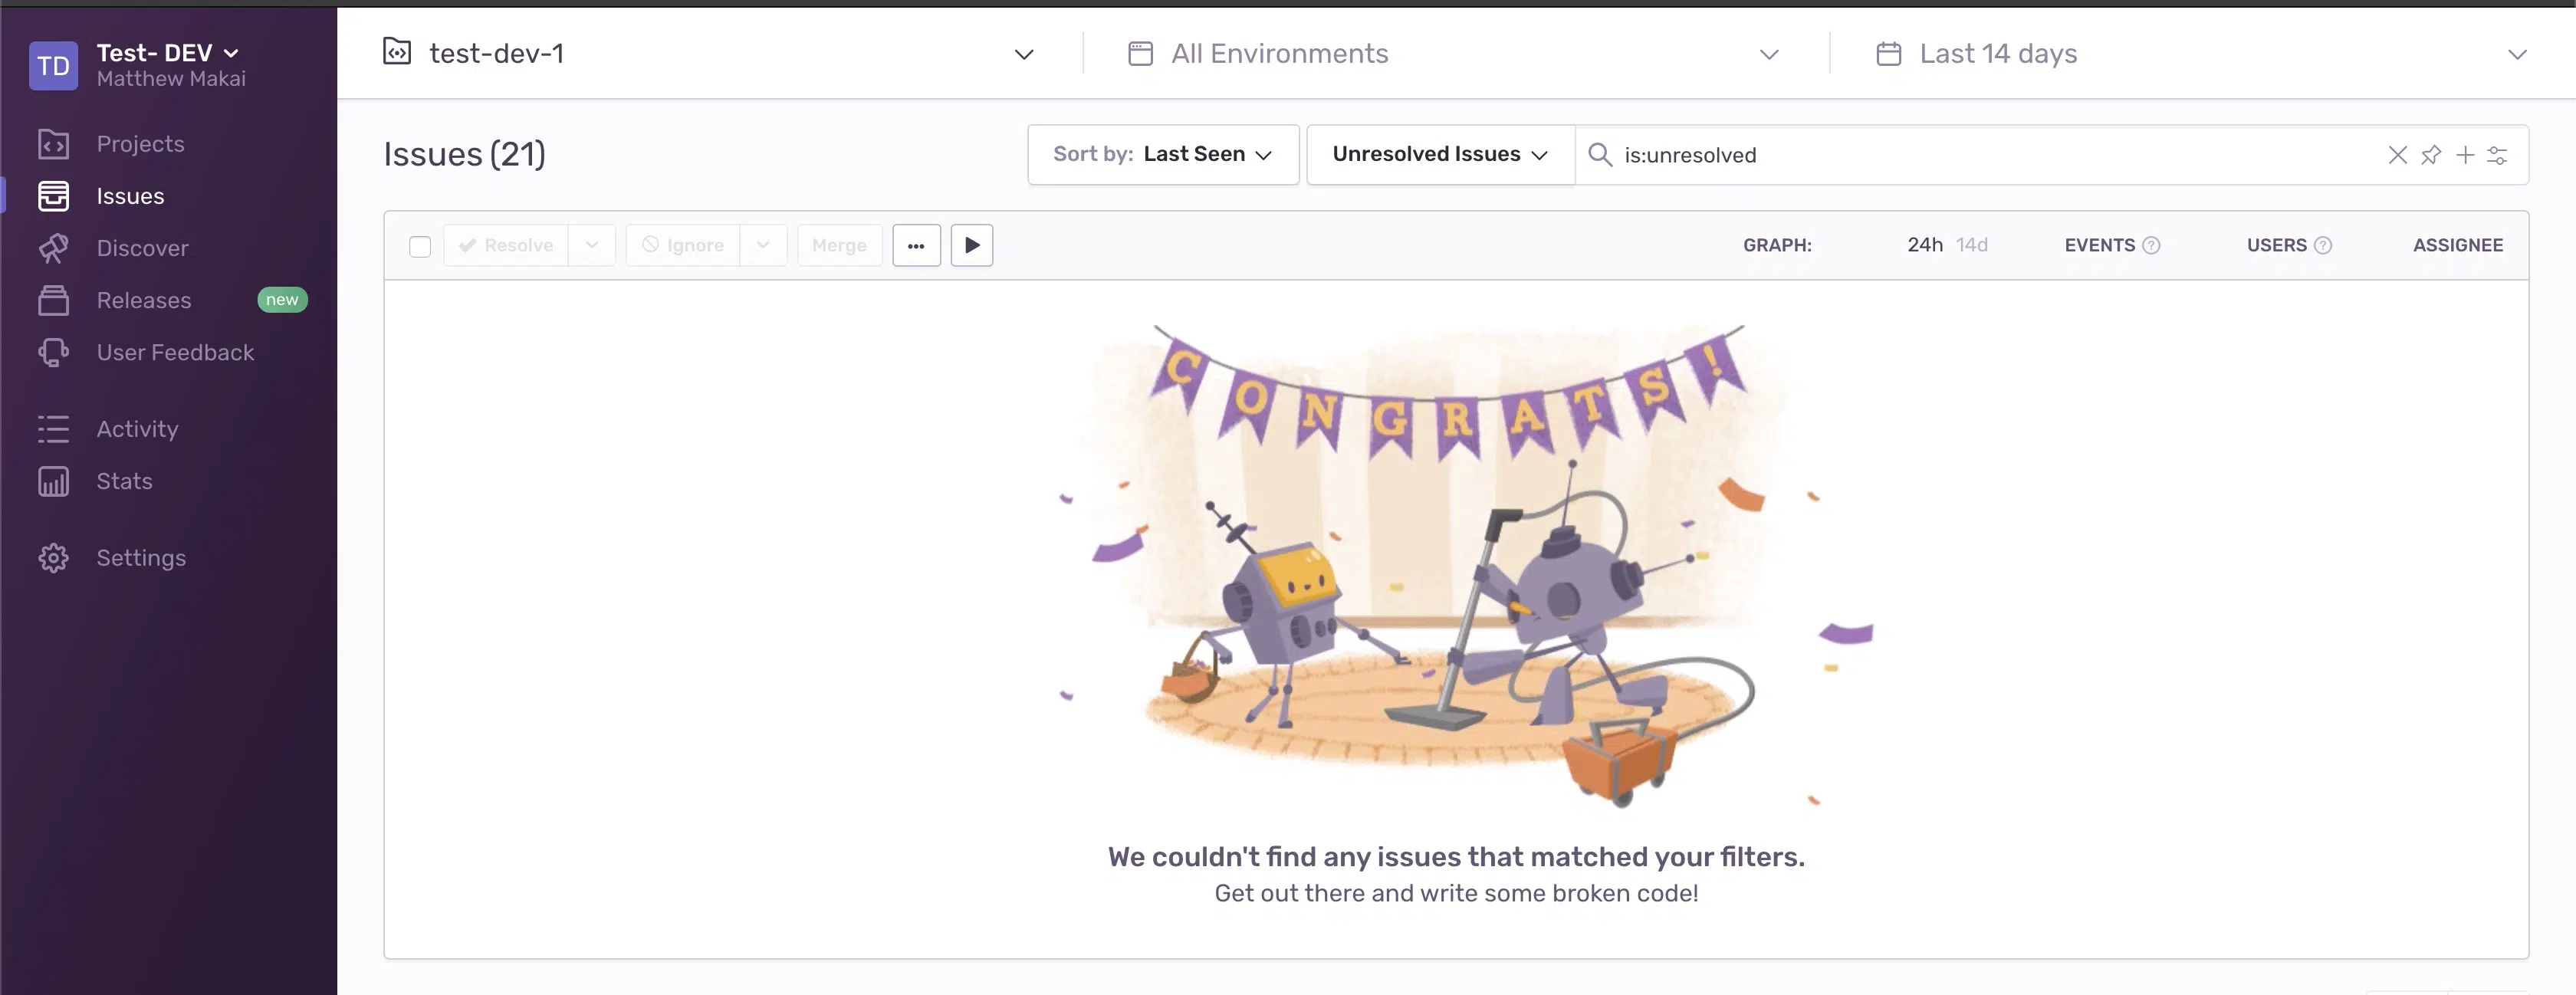 TD
Test- DEV
Matthew Makai
Projects
Issues
Discover
Releases new
User Feedback
Activity
Stats
Settings
test-dev-1
All Environments
Last 14 days
Issues (21)
Sort by: Last Seen
Unresolved Issues
is:unresolved
Resolve
Ignore
Merge
GRAPH:
24h 14d
EVENTS ?
USERS ?
ASSIGNEE
CONGRATS!
We couldn't find any issues that matched your filters.
Get out there and write some broken code!